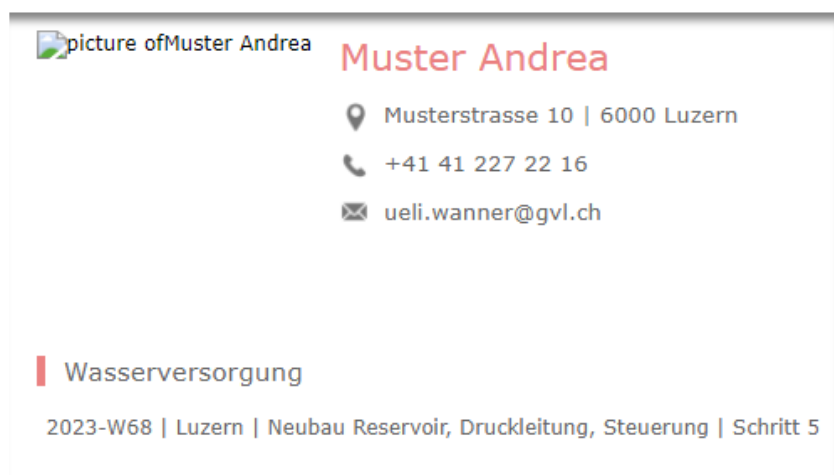 picture ofMuster Andrea
Muster Andrea
Musterstrasse 10 | 6000 Luzern
+41 41 227 22 16
ueli.wanner@gvl.ch
Wasserversorgung
2023-W68 | Luzern | Neubau Reservoir, Druckleitung, Steuerung | Schritt 5